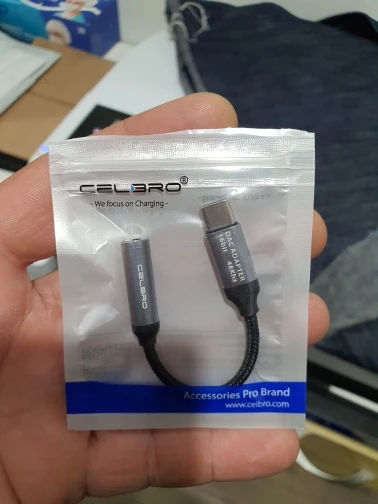 CELBRO®
- We focus on Charging -
DAC ADAPTER
16bit 48Khz
CELBRO
Accessories Pro Brand
www.celbro.com